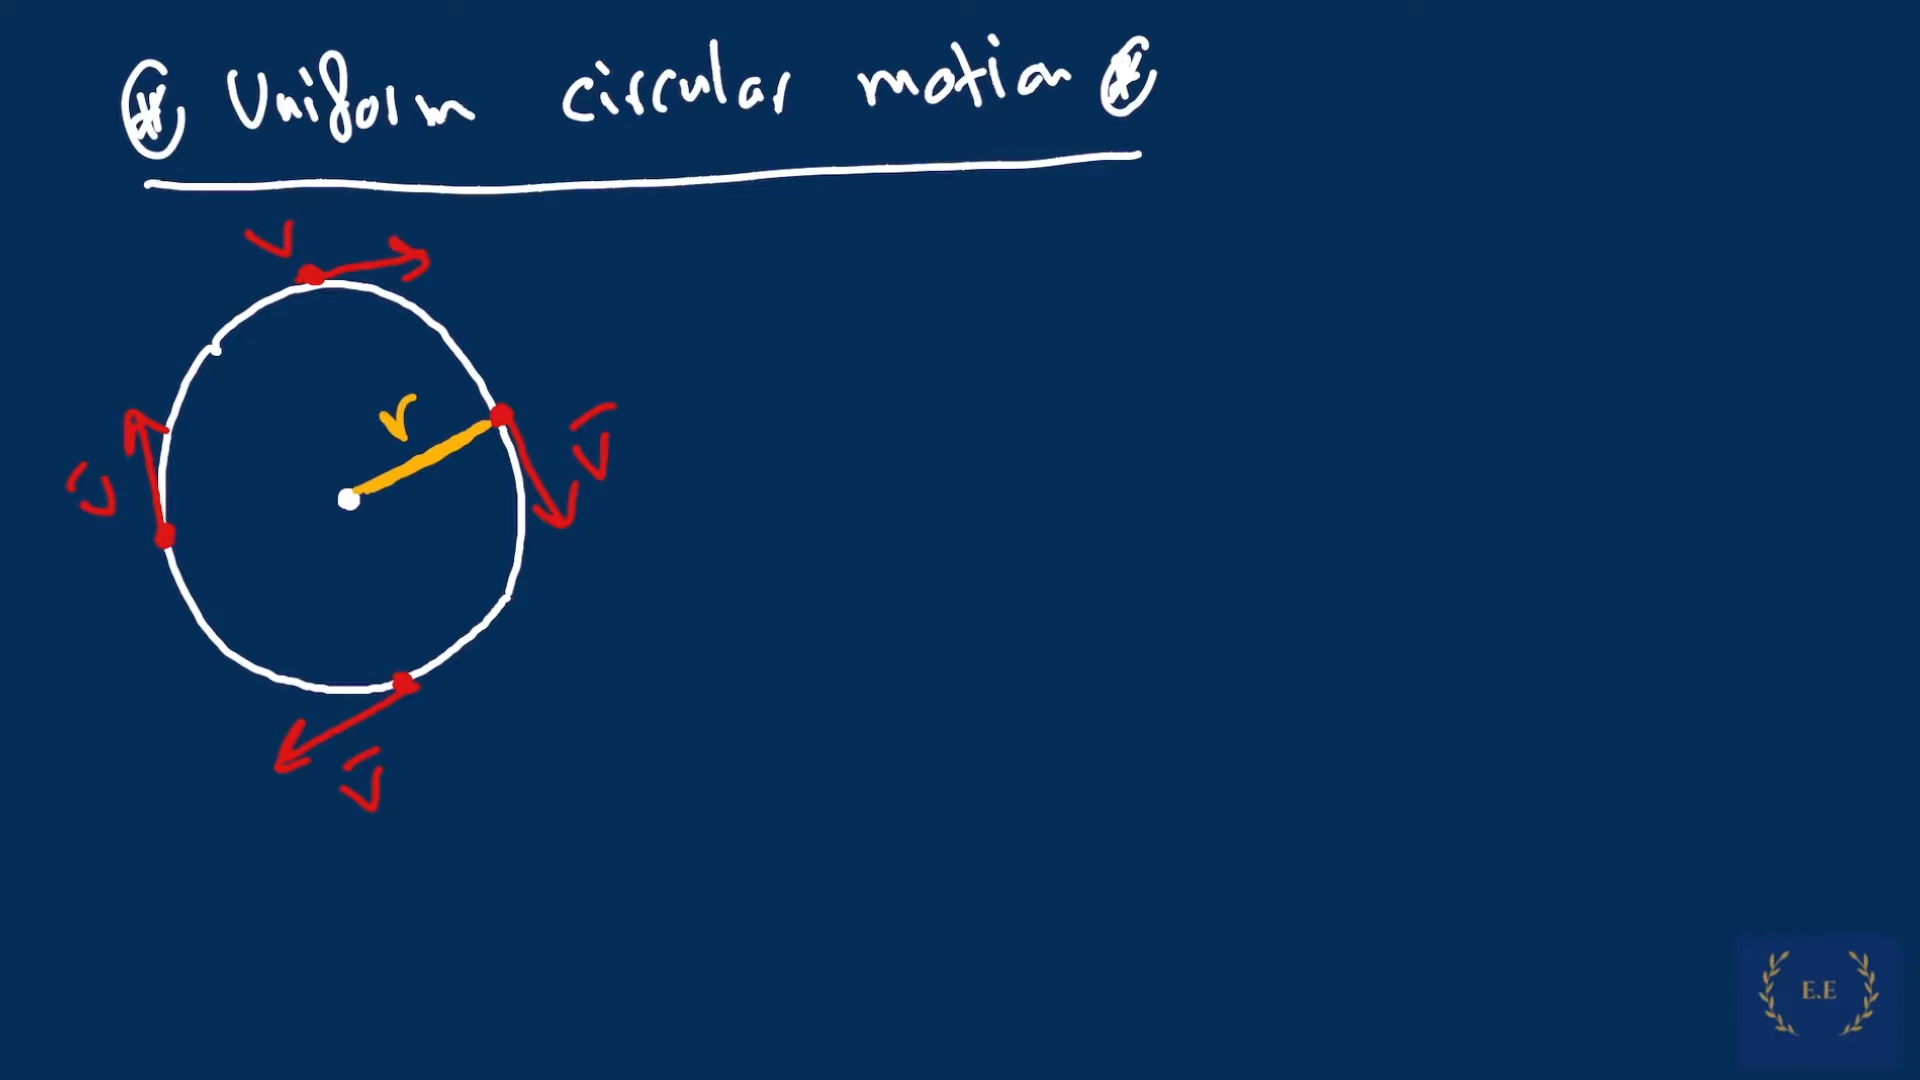 Uniform circular motion
V
r
V̄
V̄
V̄
E.E